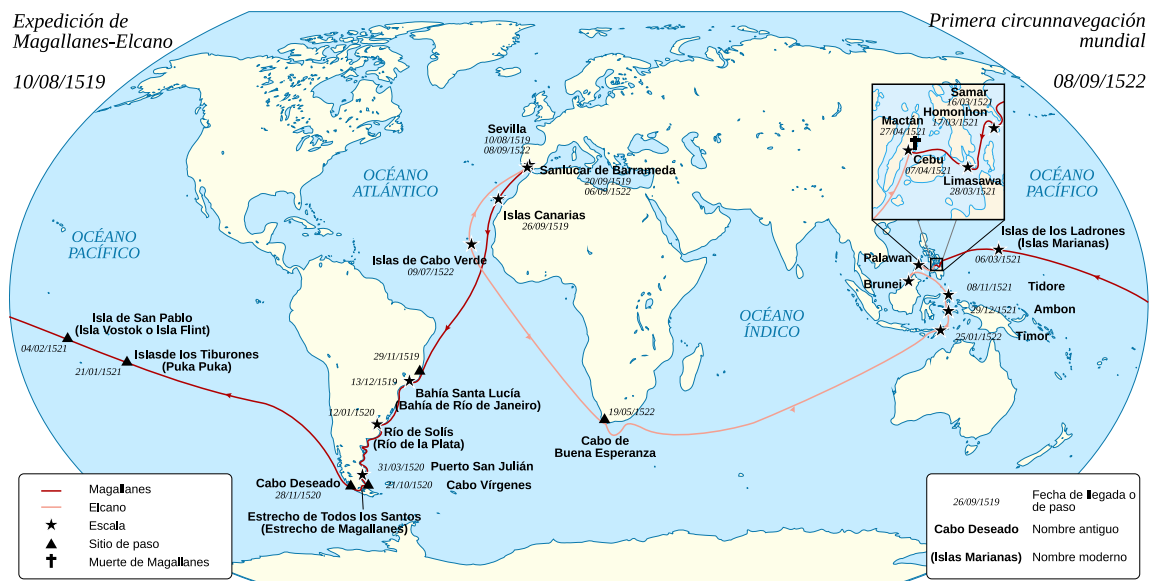 Expedición de
Magallanes-Elcano
10/08/1519
Primera circunnavegación
mundial
08/09/1522
Samar
16/03/1521
Homonhon
17/03/1521
Mactán
27/04/1521
Cebu
07/04/1521
Limasawa
28/03/1521
Sevilla
10/08/1519
08/09/1522
Sanlúcar de Barrameda
20/09/1519
06/09/1522
OCÉANO
ATLÁNTICO
OCÉANO
PACÍFICO
Islas Canarias
26/09/1519
Islas de los Ladrones
(Islas Marianas)
06/03/1521
OCÉANO
PACÍFICO
Islas de Cabo Verde
09/07/1522
Palawan
Brunei
08/11/1521
Tidore
29/12/1521
Ambon
25/01/1522
Timor
OCÉANO
ÍNDICO
Isla de San Pablo
(Isla Vostok o Isla Flint)
04/02/1521
Islasde los Tiburones
(Puka Puka)
21/01/1521
29/11/1519
13/12/1519
Bahía Santa Lucía
(Bahía de Río de Janeiro)
12/01/1520
Río de Solís
(Río de la Plata)
19/05/1522
Cabo de
Buena Esperanza
31/03/1520
Puerto San Julián
Cabo Deseado
28/11/1520
21/10/1520
Cabo Vírgenes
Estrecho de Todos los Santos
(Estrecho de Magallanes)
Magallanes
Elcano
Escala
Sitio de paso
Muerte de Magallanes
26/09/1519
Fecha de llegada o
de paso
Cabo Deseado
Nombre antiguo
(Islas Marianas)
Nombre moderno